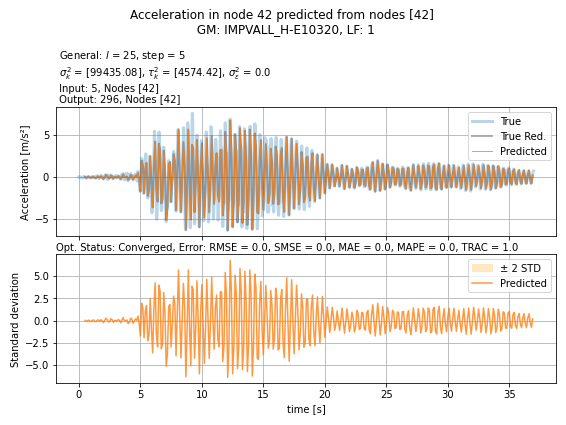 Acceleration in node 42 predicted from nodes [42]
GM: IMPVALL_H-E10320, LF: 1
General: l = 25, step = 5
σ²ₖ = [99435.08], τ²ₖ = [4574.42], σ²ε = 0.0
Input: 5, Nodes [42]
Output: 296, Nodes [42]
Acceleration [m/s²]
5
0
−5
True
True Red.
Predicted
Opt. Status: Converged, Error: RMSE = 0.0, SMSE = 0.0, MAE = 0.0, MAPE = 0.0, TRAC = 1.0
Standard deviation
5.0
2.5
0.0
−2.5
−5.0
± 2 STD
Predicted
0 5 10 15 20 25 30 35
time [s]